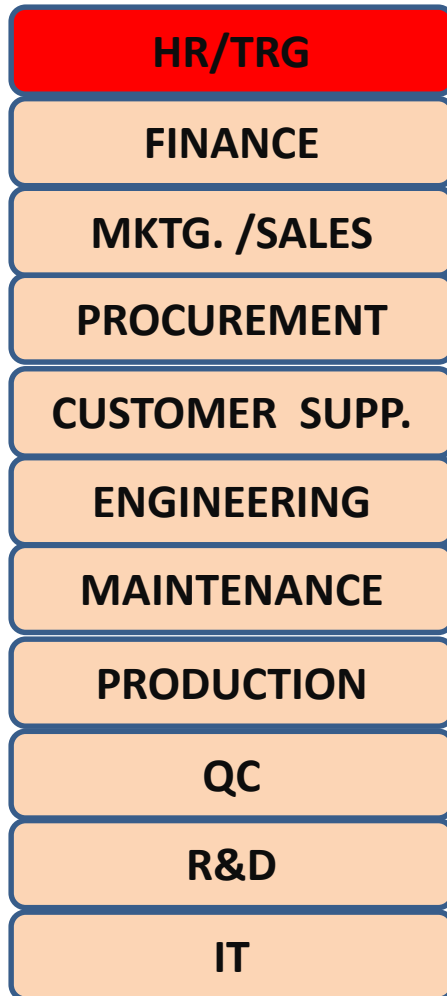 HR/TRG
FINANCE
MKTG. /SALES
PROCUREMENT
CUSTOMER SUPP.
ENGINEERING
MAINTENANCE
PRODUCTION
QC
R&D
IT